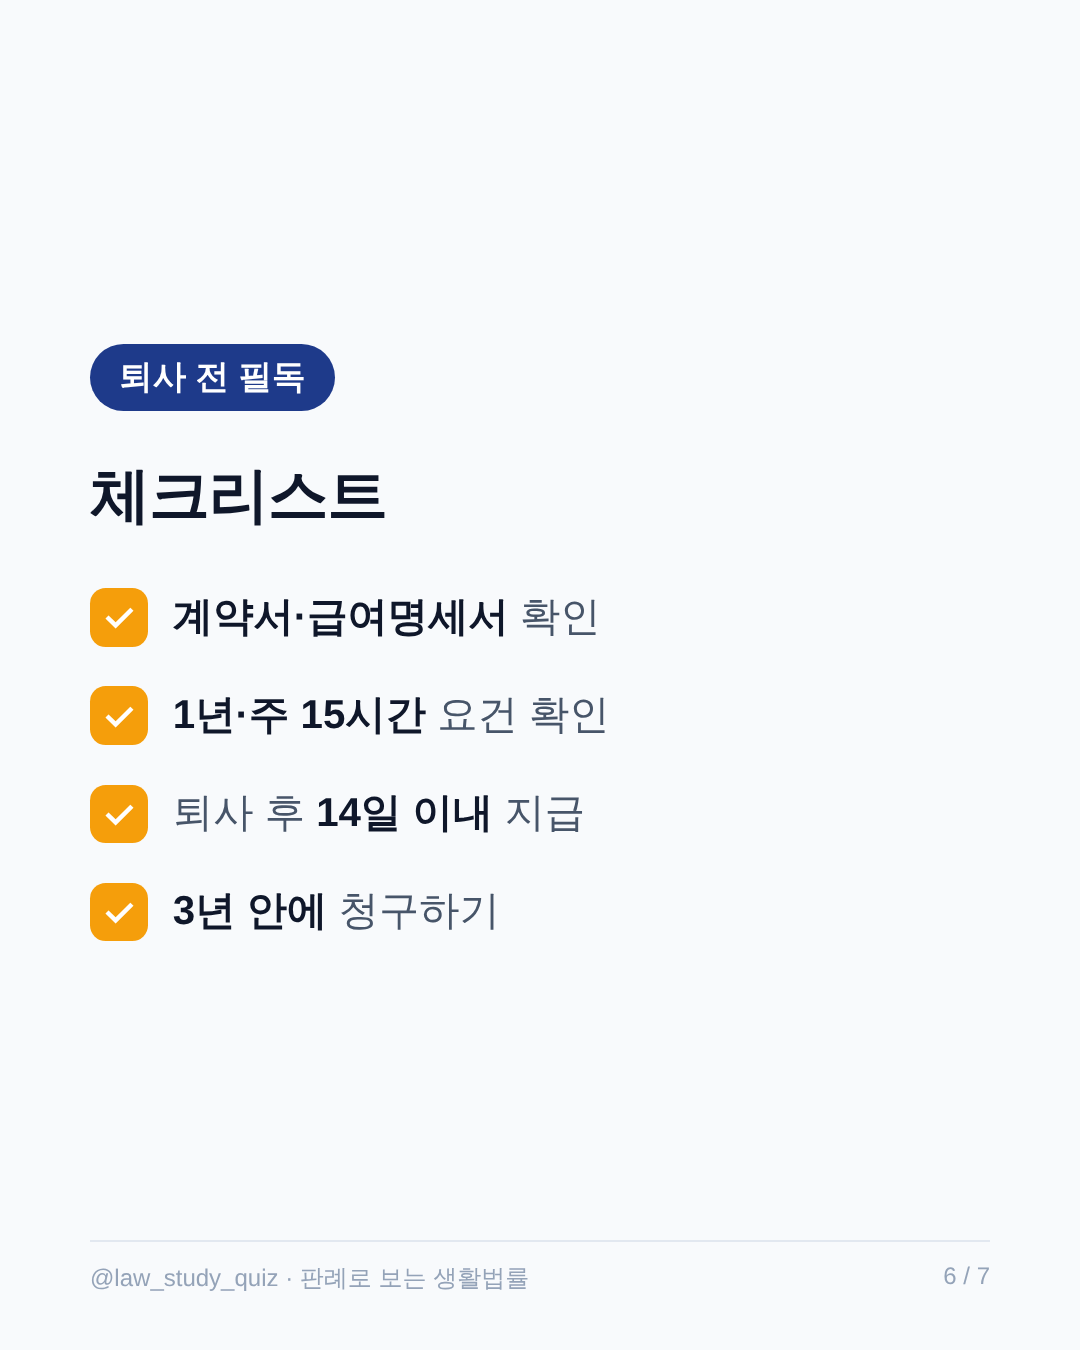 퇴사 전 필독
체크리스트
계약서·급여명세서 확인
1년·주 15시간 요건 확인
퇴사 후 14일 이내 지급
3년 안에 청구하기
@law_study_quiz · 판례로 보는 생활법률
6 / 7